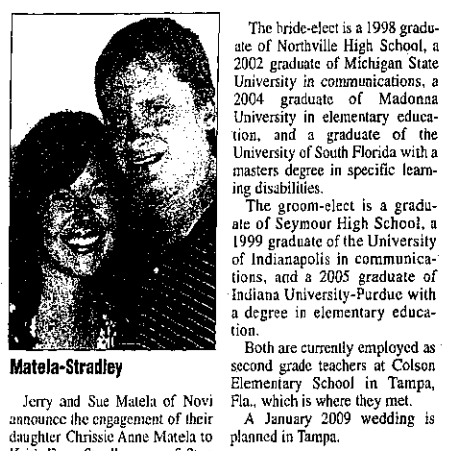 Matela-Stradley
Jerry and Sue Matela of Novi
announce the engagement of their
daughter Chrissie Anne Matela to
The bride-elect is a 1998 gradu-
ate of Northville High School, a
2002 graduate of Michigan State
University in communications, a
2004 graduate of Madonna
University in elementary educa-
tion, and a graduate of the
University of South Florida with a
masters degree in specific learn-
ing disabilities.
The groom-elect is a gradu-
ate of Seymour High School, a
1999 graduate of the University
of Indianapolis in communica-
tions, and a 2005 graduate of
Indiana University-Purdue with
a degree in elementary educa-
tion.
Both are currently employed as
second grade teachers at Colson
Elementary School in Tampa,
Fla., which is where they met.
A January 2009 wedding is
planned in Tampa.